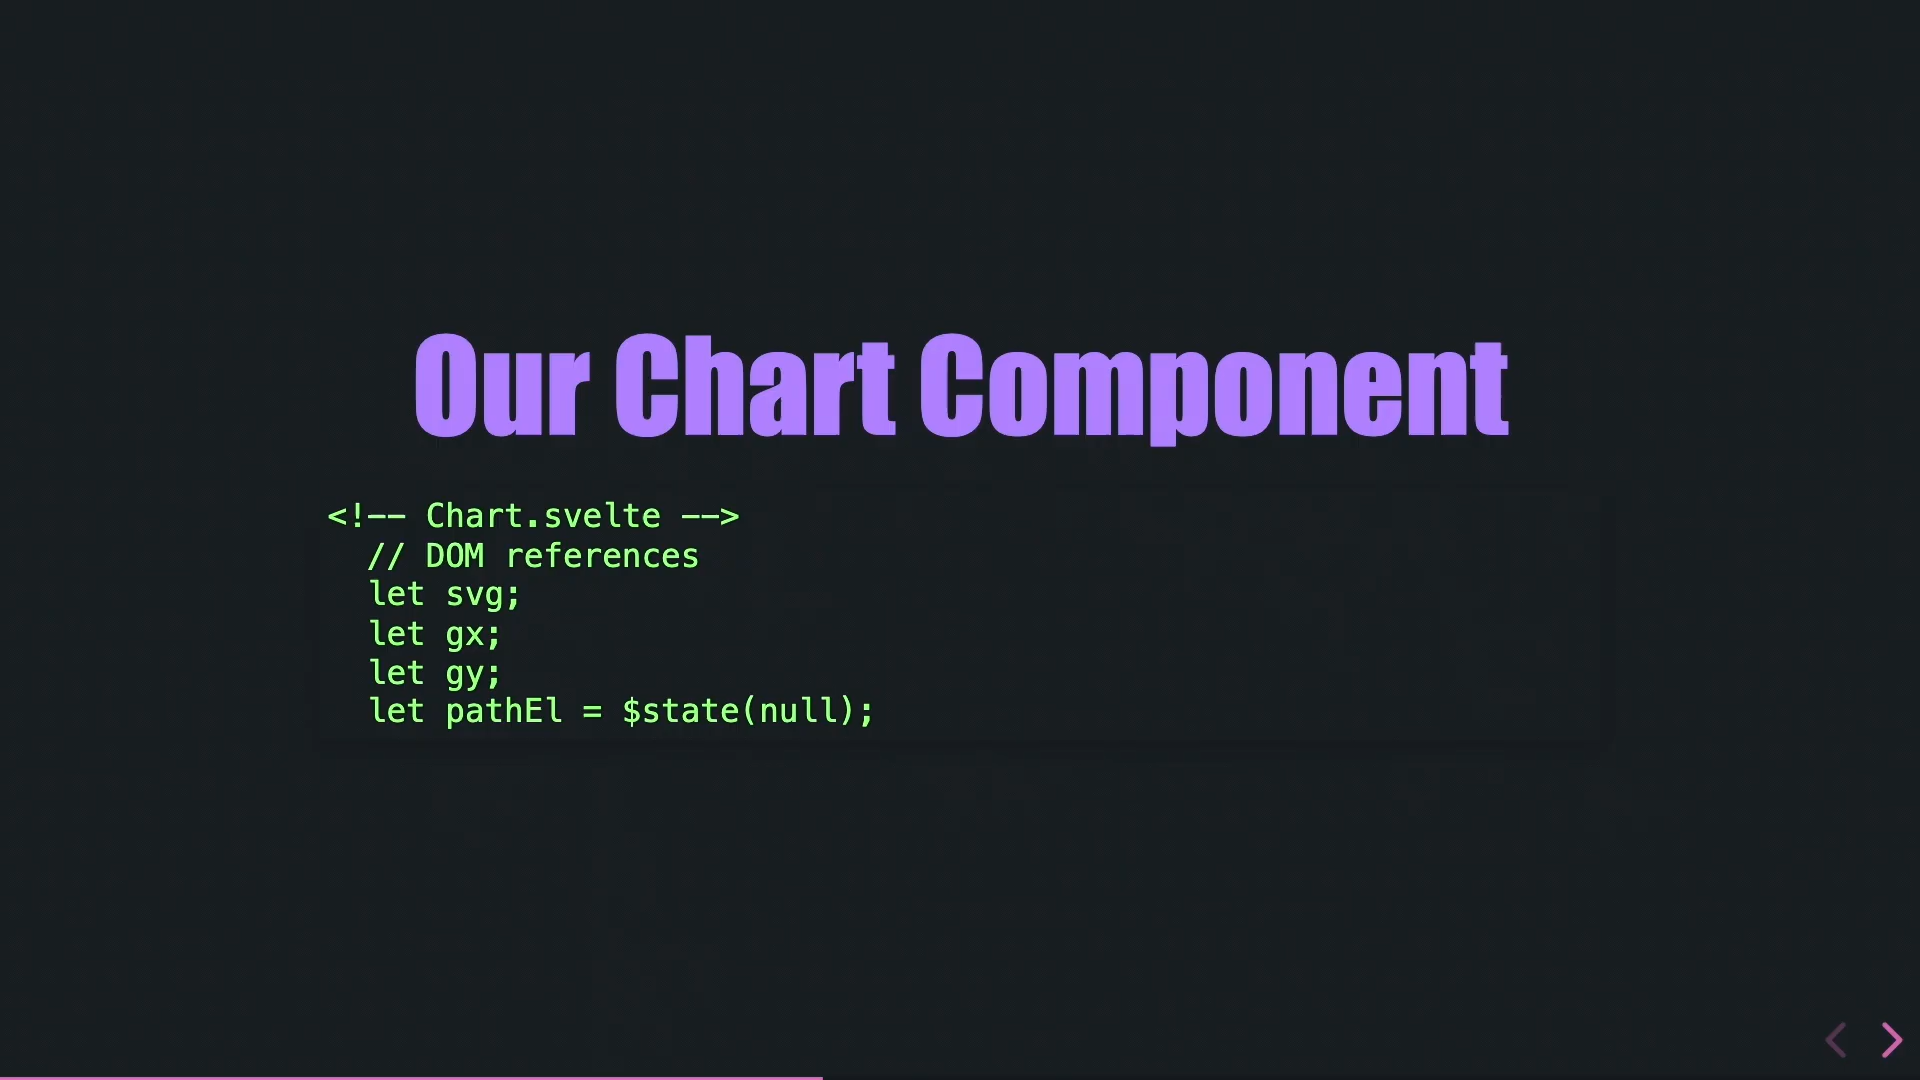 Our Chart Component
<!-- Chart.svelte -->
// DOM references
let svg;
let gx;
let gy;
let pathEl = $state(null);